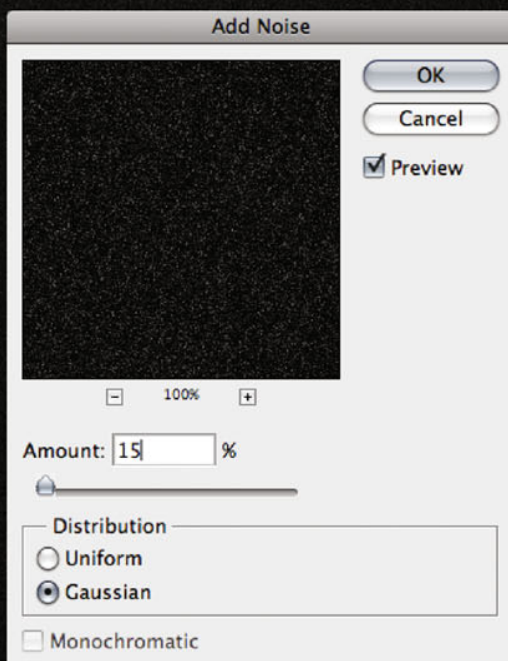 Add Noise
OK
Cancel
Preview
100%
Amount: 15 %
Distribution
Uniform
Gaussian
Monochromatic